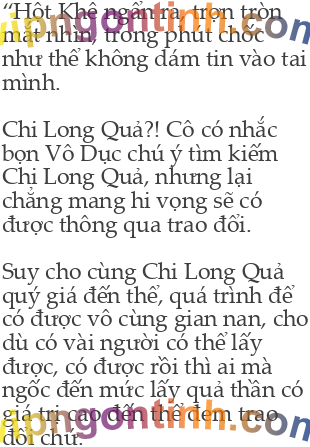 “Hột Khê ngẩn ra, trợn tròn
mắt nhìn, trong phút chốc
như thể không dám tin vào tai
mình.

Chi Long Quả?! Cô có nhắc
bọn Vô Dục chú ý tìm kiếm
Chi Long Quả, nhưng lại
chẳng mang hi vọng sẽ có
được thông qua trao đổi.

Suy cho cùng Chi Long Quả
quý giá đến thế, quá trình để
có được vô cùng gian nan, cho
dù có vài người có thể lấy
được, có được rồi thì ai mà
ngốc đến mức lấy quả thần có
giá trị cao đến thế đem trao
đổi chứ.
vipngontinh.com
vipngontinh.com